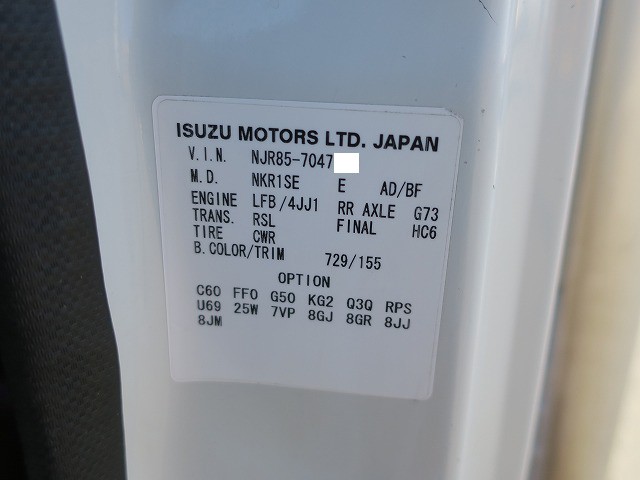 ISUZU MOTORS LTD. JAPAN
V.I.N. NJR85-7047
M.D. NKR1SE E AD/BF
ENGINE LFB/4JJ1 RR AXLE G73
TRANS. RSL FINAL HC6
TIRE CWR
B.COLOR/TRIM 729/155
OPTION
C60 FF0 G50 KG2 Q3Q RPS
U69 25W 7VP 8GJ 8GR 8JJ
8JM